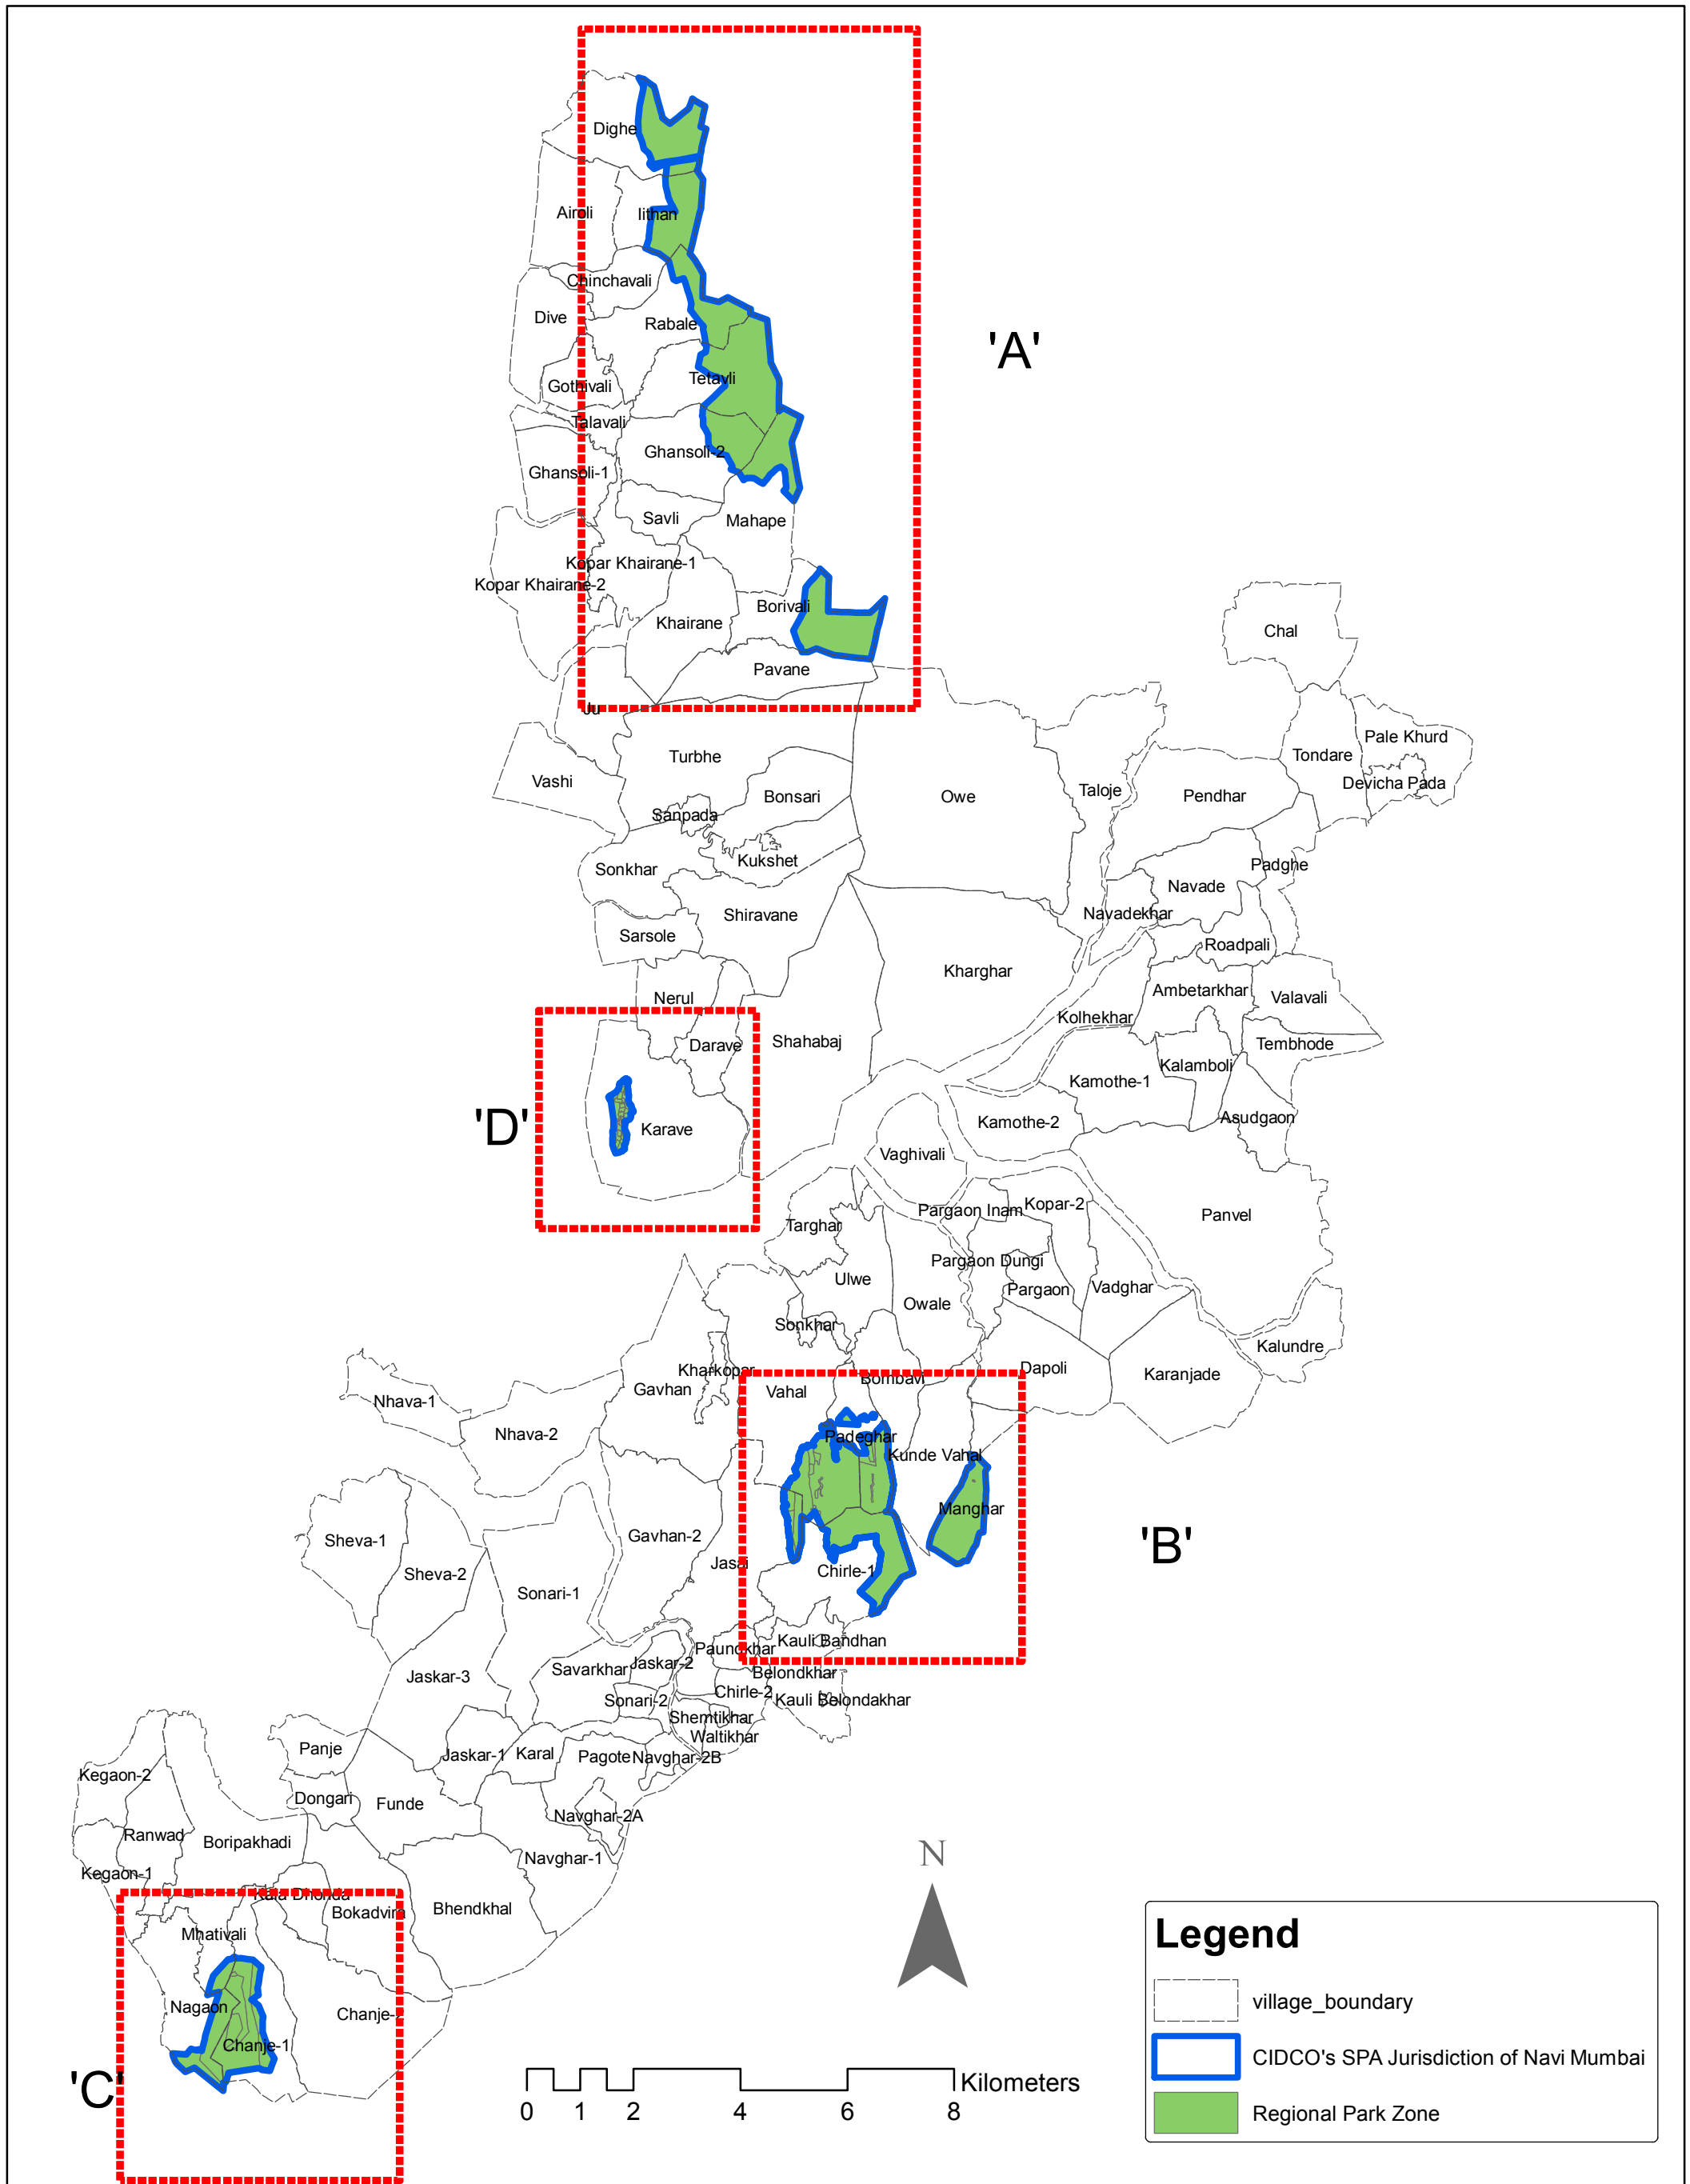 Dighe
Airoli
Iithan
Chinchavali
Dive
Rabale
'A'
Gothivali
Tetavli
Talavali
Ghansoli-2
Ghansoli-1
Savli
Mahape
Kopar Khairane-1
Kopar Khairane-2
Borivali
Khairane
Chal
Pavane
Ju
Pale Khurd
Turbhe
Tondare
Vashi
Devicha Pada
Bonsari
Owe
Taloje
Pendhar
Sanpada
Kukshet
Sonkhar
Padghe
Navade
Shiravane
Navadekhar
Sarsole
Roadpali
Kharghar
Nerul
Ambetarkhar
Valavali
Kolhekhar
Darave
Shahabaj
Tembhode
Kalamboli
Kamothe-1
'D'
Karave
Kamothe-2
Asudgaon
Vaghivali
Pargaon Inam
Kopar-2
Targhar
Panvel
Pargaon Dungi
Ulwe
Pargaon
Vadghar
Owale
Sonkhar
Kalundre
Kharkopar
Dapoli
Bombavi
Karanjade
Gavhan
Vahal
Nhava-1
Nhava-2
Padeghar
Kunde Vahal
Manghar
Sheva-1
Gavhan-2
'B'
Jasai
Sheva-2
Chirle-1
Sonari-1
Paundkhar
Kauli Bandhan
Savarkhar
Jaskar-2
Belondkhar
Jaskar-3
Chirle-2
Sonari-2
Kauli Belondakhar
Shemtikhar
Waltikhar
Panje
Jaskar-1
Karal
Pagote
Navghar-2B
Kegaon-2
Dongari
Funde
Navghar-2A
Ranwad
Boripakhadi
Navghar-1
Kegaon-1
Kala Dhonda
Bokadvira
Bhendkhal
Mhativali
Nagaon
Chanje-
Chanje-1
'C'
N
Legend
village_boundary
CIDCO's SPA Jurisdiction of Navi Mumbai
Regional Park Zone
Kilometers
0 1 2 4 6 8